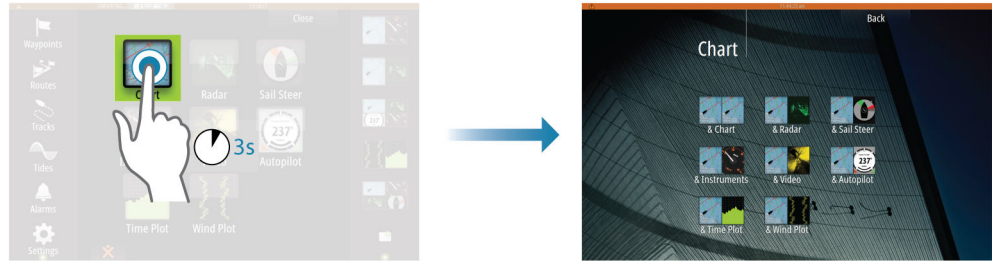 Close
Waypoints
Routes
Tracks
Tides
Alarms
Settings
Radar
Sail Steer
3s
237°
Autopilot
Time Plot
Wind Plot
Back
Chart
& Chart
& Radar
& Sail Steer
& Instruments
& Video
237°
& Autopilot
& Time Plot
& Wind Plot